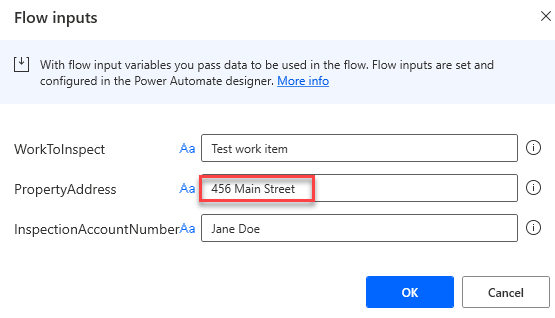 Flow inputs
With flow input variables you pass data to be used in the flow. Flow inputs are set and
configured in the Power Automate designer. More info
WorkToInspect Aa Test work item
PropertyAddress Aa 456 Main Street
InspectionAccountNumber Aa Jane Doe
OK Cancel